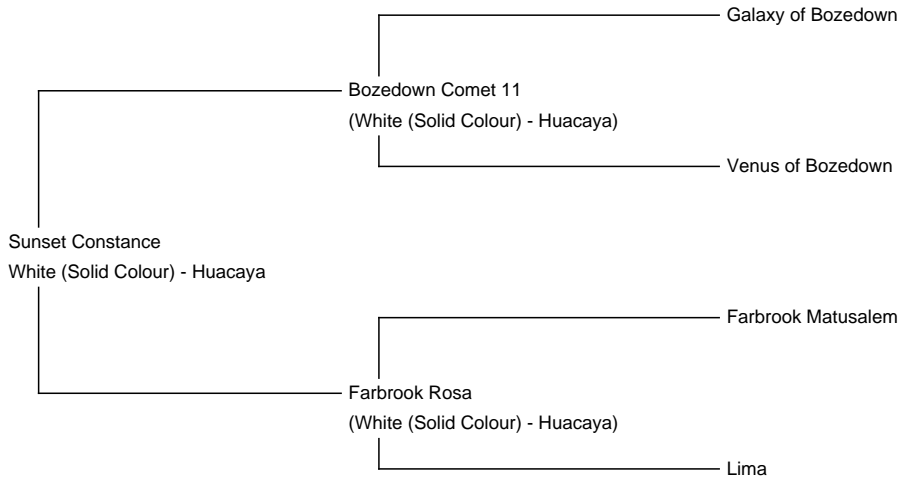 Galaxy of Bozedown
Bozedown Comet 11
(White (Solid Colour) - Huacaya)
Venus of Bozedown
Sunset Constance
White (Solid Colour) - Huacaya
Farbrook Matusalem
Farbrook Rosa
(White (Solid Colour) - Huacaya)
Lima